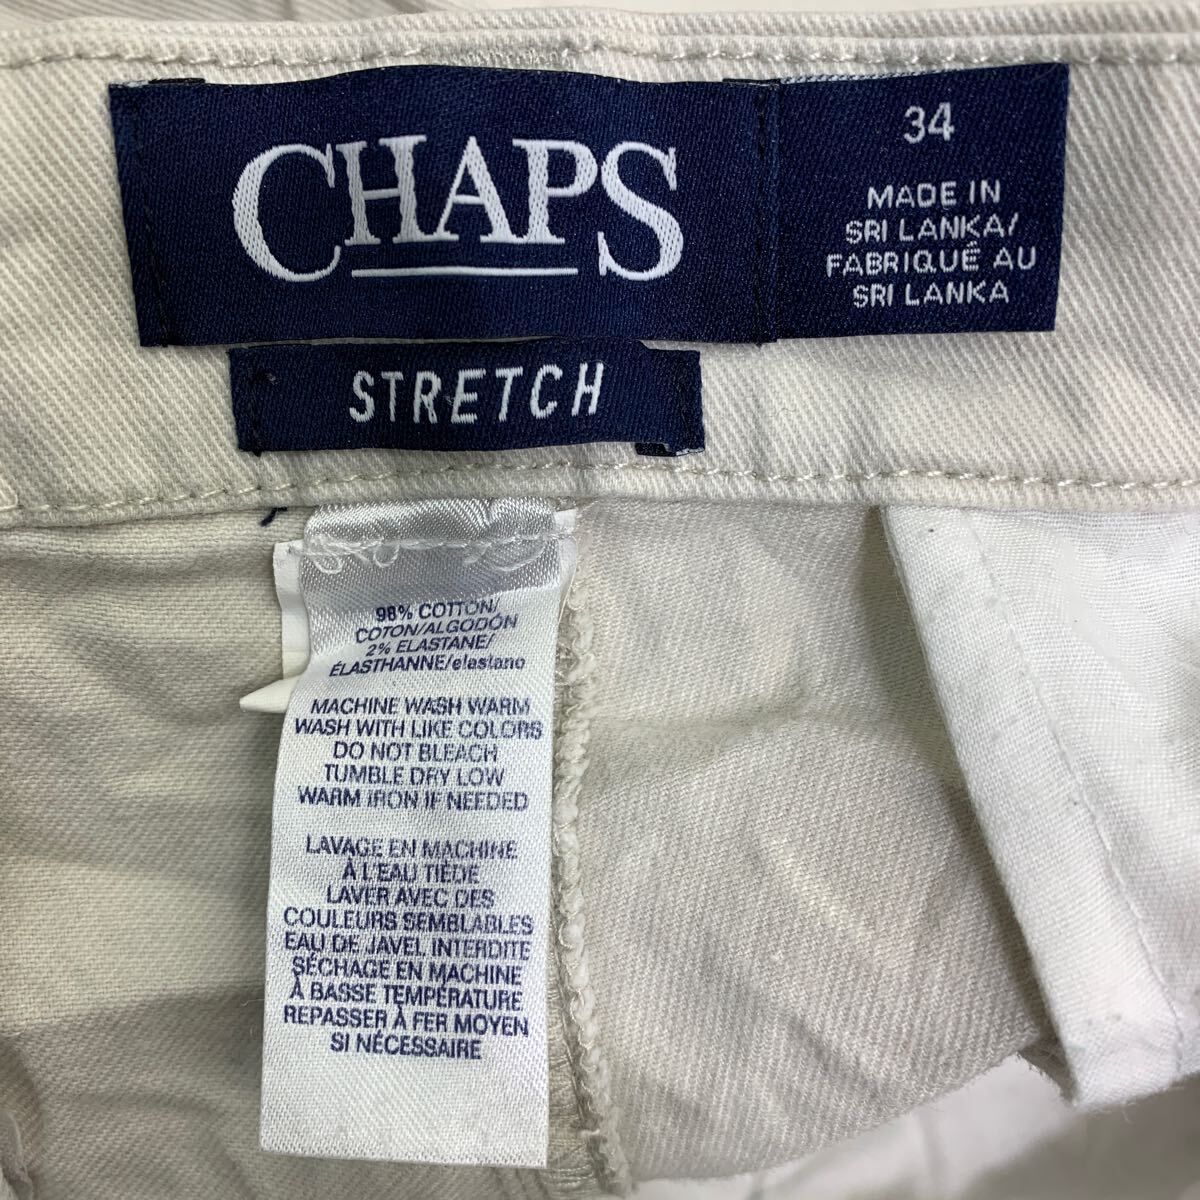 CHAPS
34
MADE IN
SRI LANKA/
FABRIQUÉ AU
SRI LANKA
STRETCH
98% COTTON/
COTON/ALGODÓN
2% ELASTANE/
ÉLASTHANNE/elastano
MACHINE WASH WARM
WASH WITH LIKE COLORS
DO NOT BLEACH
TUMBLE DRY LOW
WARM IRON IF NEEDED
LAVAGE EN MACHINE
À L'EAU TIÈDE
LAVER AVEC DES
COULEURS SEMBLABLES
EAU DE JAVEL INTERDITE
SÉCHAGE EN MACHINE
À BASSE TEMPÉRATURE
REPASSER À FER MOYEN
SI NÉCESSAIRE